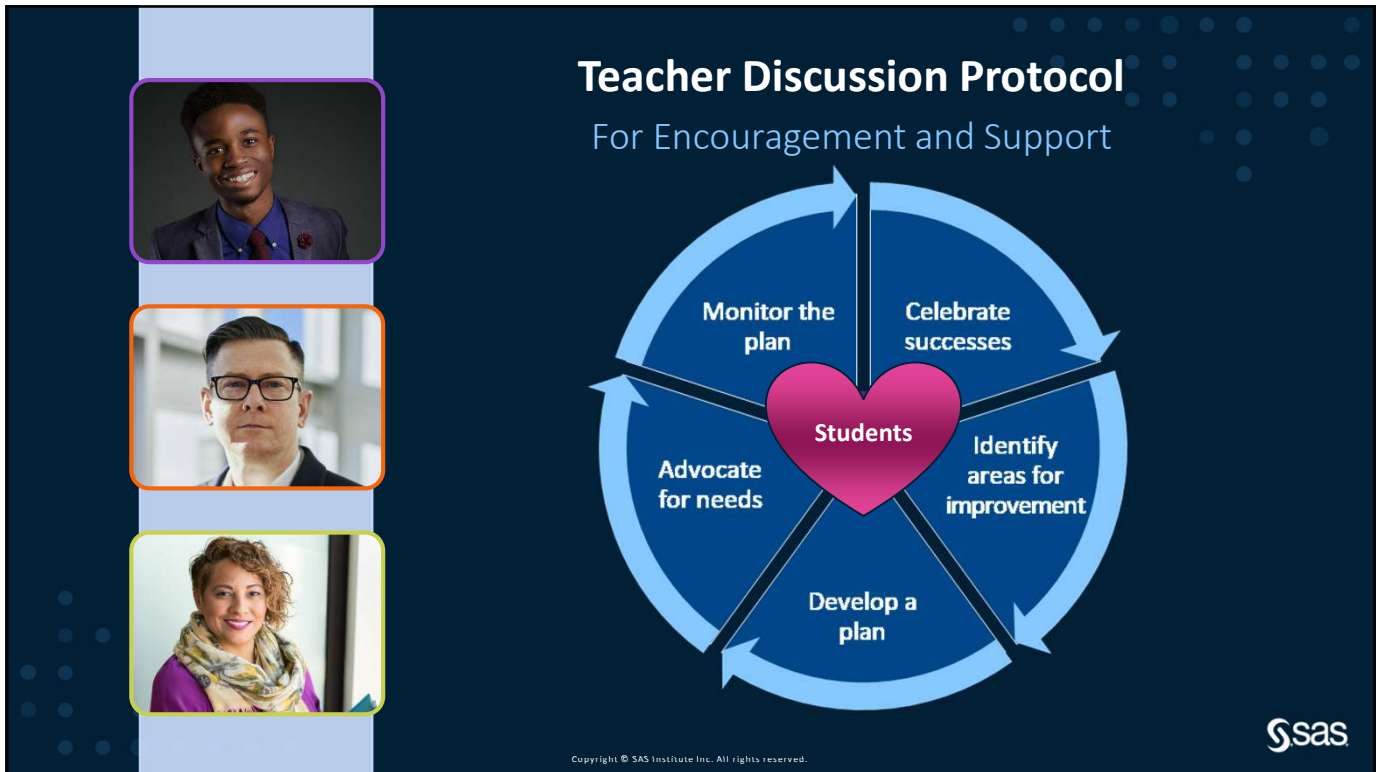 Teacher Discussion Protocol
For Encouragement and Support
Celebrate
successes
Identify
areas for
improvement
Develop a
plan
Advocate
for needs
Monitor the
plan
Students
Copyright © SAS Institute Inc. All rights reserved.
sas